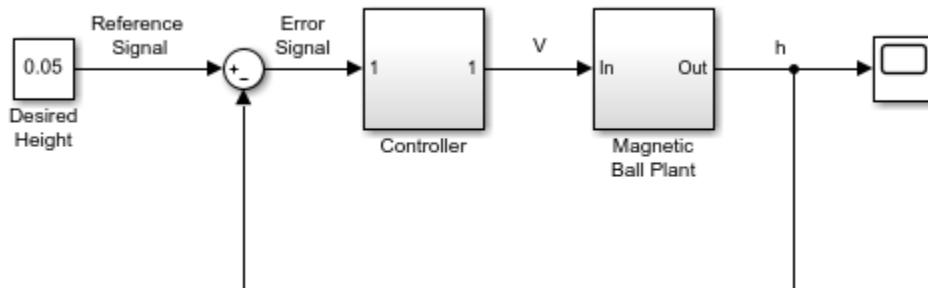 Reference
Signal
Error
Signal
0.05
+
−
1
1
V
In
Out
h
Desired
Height
Controller
Magnetic
Ball Plant